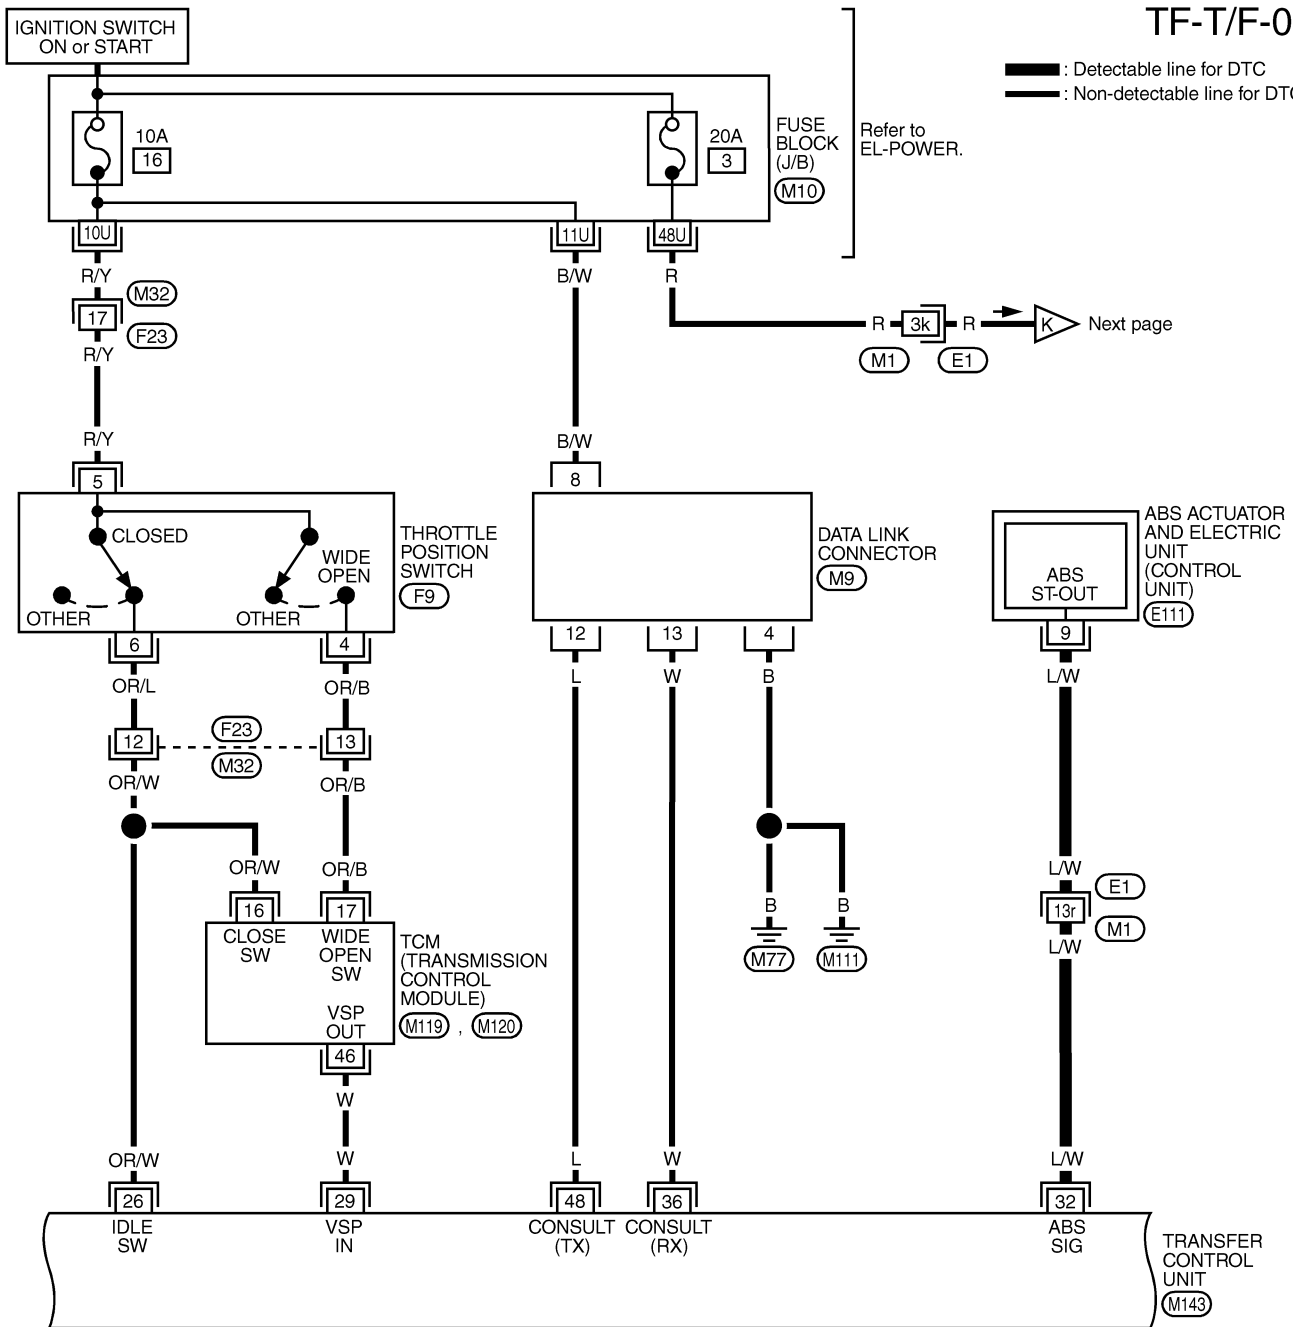 TF-T/F-0
IGNITION SWITCH
ON or START
: Detectable line for DTC
: Non-detectable line for DTC
10A
16
20A
3
FUSE
BLOCK
(J/B)
M10
Refer to
EL-POWER.
10U
11U
48U
R/Y
B/W
R
M32
17
F23
R/Y
R
3k
R
K
Next page
M1
E1
R/Y
B/W
5
8
CLOSED
WIDE
OPEN
OTHER
OTHER
THROTTLE
POSITION
SWITCH
F9
DATA LINK
CONNECTOR
M9
ABS
ST-OUT
ABS ACTUATOR
AND ELECTRIC
UNIT
(CONTROL
UNIT)
E111
6
4
12
13
4
9
OR/L
OR/B
L
W
B
L/W
12
F23
M32
13
OR/W
OR/B
OR/W
OR/B
L/W
16
17
B
B
13r
E1
M1
L/W
CLOSE
SW
WIDE
OPEN
SW
VSP
OUT
TCM
(TRANSMISSION
CONTROL
MODULE)
M119 , M120
M77
M111
46
W
OR/W
W
L
W
L/W
26
29
48
36
32
IDLE
SW
VSP
IN
CONSULT
(TX)
CONSULT
(RX)
ABS
SIG
TRANSFER
CONTROL
UNIT
M143